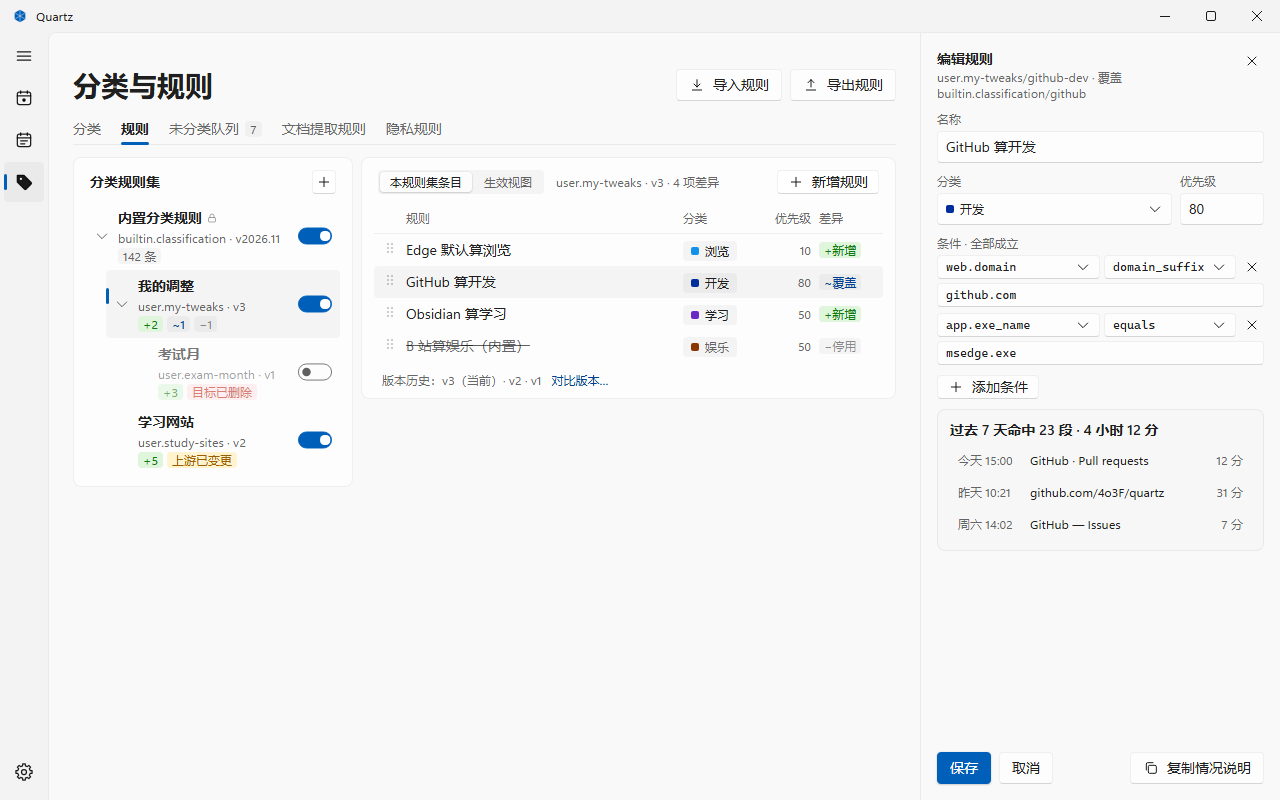 Quartz
分类与规则
导入规则
导出规则
分类 规则 未分类队列 7 文档提取规则 隐私规则
分类规则集
内置分类规则
builtin.classification · v2026.11
142 条
我的调整
user.my-tweaks · v3
+2 ~1 −1
考试月
user.exam-month · v1
+3 目标已删除
学习网站
user.study-sites · v2
+5 上游已变更
本规则集条目 生效视图 user.my-tweaks · v3 · 4 项差异 新增规则
规则 分类 优先级 差异
Edge 默认算浏览 浏览 10 +新增
GitHub 算开发 开发 80 ~覆盖
Obsidian 算学习 学习 50 +新增
B 站算娱乐（内置） 娱乐 50 −停用
版本历史：v3（当前）· v2 · v1 对比版本…
编辑规则
user.my-tweaks/github-dev · 覆盖
builtin.classification/github
名称
GitHub 算开发
分类 优先级
开发 80
条件 · 全部成立
web.domain domain_suffix
github.com
app.exe_name equals
msedge.exe
添加条件
过去 7 天命中 23 段 · 4 小时 12 分
今天 15:00 GitHub · Pull requests 12 分
昨天 10:21 github.com/4o3F/quartz 31 分
周六 14:02 GitHub — Issues 7 分
保存 取消 复制情况说明